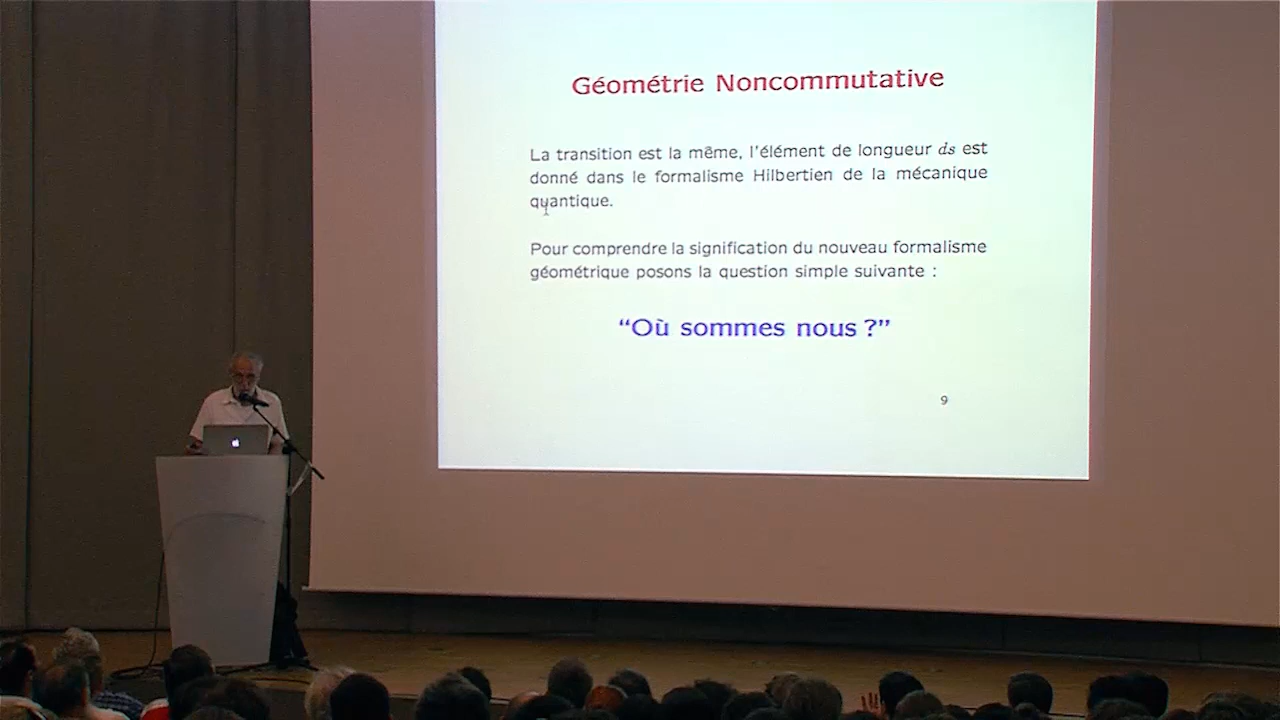 Géométrie Noncommutative
La transition est la même, l'élément de longueur ds est
donné dans le formalisme Hilbertien de la mécanique
quantique.
Pour comprendre la signification du nouveau formalisme
géométrique posons la question simple suivante :
“Où sommes nous ?”
9